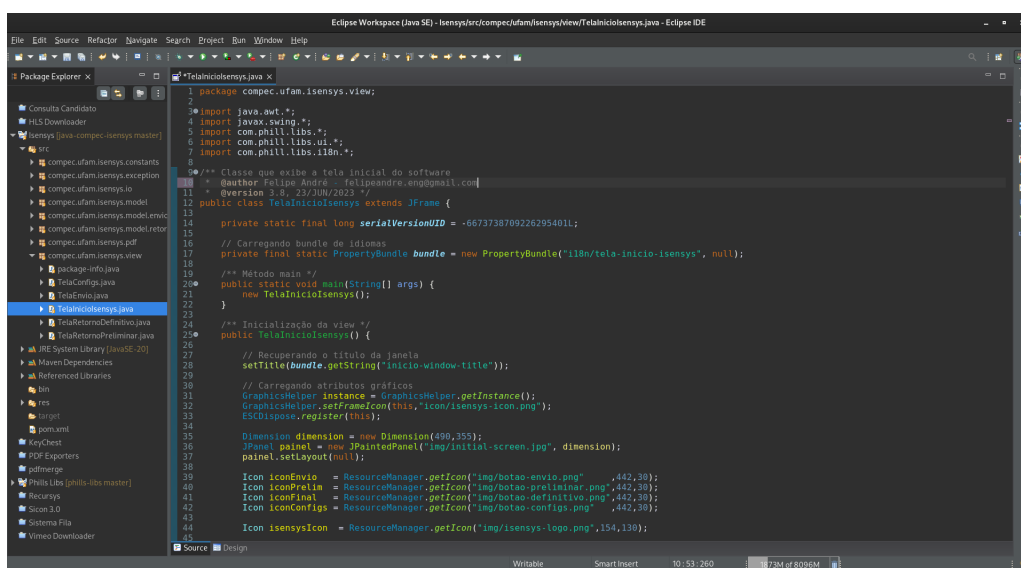 Eclipse Workspace (Java SE) - Isensys/src/compec/ufam/isensys/view/TelaInicioIsensys.java - Eclipse IDE
File Edit Source Refactor Navigate Search Project Run Window Help
Package Explorer
*TelaInicioIsensys.java
Consulta Candidato
HLS Downloader
Isensys [java-compec-isensys master]
src
compec.ufam.isensys.constants
compec.ufam.isensys.exception
compec.ufam.isensys.io
compec.ufam.isensys.model
compec.ufam.isensys.model.envio
compec.ufam.isensys.model.retor
compec.ufam.isensys.pdf
compec.ufam.isensys.view
package-info.java
TelaConfigs.java
TelaEnvio.java
TelaInicioIsensys.java
TelaRetornoDefinitivo.java
TelaRetornoPreliminar.java
JRE System Library [JavaSE-20]
Maven Dependencies
Referenced Libraries
bin
res
target
pom.xml
KeyChest
PDF Exporters
pdfmerge
Phills Libs [phills-libs master]
Recursys
Sicon 3.0
Sistema Fila
Vimeo Downloader
1 package compec.ufam.isensys.view;
2
3 import java.awt.*;
4 import javax.swing.*;
5 import com.phill.libs.*;
6 import com.phill.libs.ui.*;
7 import com.phill.libs.i18n.*;
8
9 /** Classe que exibe a tela inicial do software
10 * @author Felipe André - felipeandre.eng@gmail.com
11 * @version 3.8, 23/JUN/2023 */
12 public class TelaInicioIsensys extends JFrame {
13
14 private static final long serialVersionUID = -6673738709226295401L;
15
16 // Carregando bundle de idiomas
17 private final static PropertyBundle bundle = new PropertyBundle("i18n/tela-inicio-isensys", null);
18
19 /** Método main */
20 public static void main(String[] args) {
21 new TelaInicioIsensys();
22 }
23
24 /** Inicialização da view */
25 public TelaInicioIsensys() {
26
27 // Recuperando o título da janela
28 setTitle(bundle.getString("inicio-window-title"));
29
30 // Carregando atributos gráficos
31 GraphicsHelper instance = GraphicsHelper.getInstance();
32 GraphicsHelper.setFrameIcon(this,"icon/isensys-icon.png");
33 ESCDispose.register(this);
34
35 Dimension dimension = new Dimension(490,355);
36 JPanel painel = new JPaintedPanel("img/initial-screen.jpg", dimension);
37 painel.setLayout(null);
38
39 Icon iconEnvio = ResourceManager.getIcon("img/botao-envio.png" ,442,30);
40 Icon iconPrelim = ResourceManager.getIcon("img/botao-preliminar.png",442,30);
41 Icon iconFinal = ResourceManager.getIcon("img/botao-definitivo.png",442,30);
42 Icon iconConfigs = ResourceManager.getIcon("img/botao-configs.png" ,442,30);
43
44 Icon isensysIcon = ResourceManager.getIcon("img/isensys-logo.png",154,130);
45
Source Design
Writable Smart Insert 10 : 53 : 260 1873M of 8096M